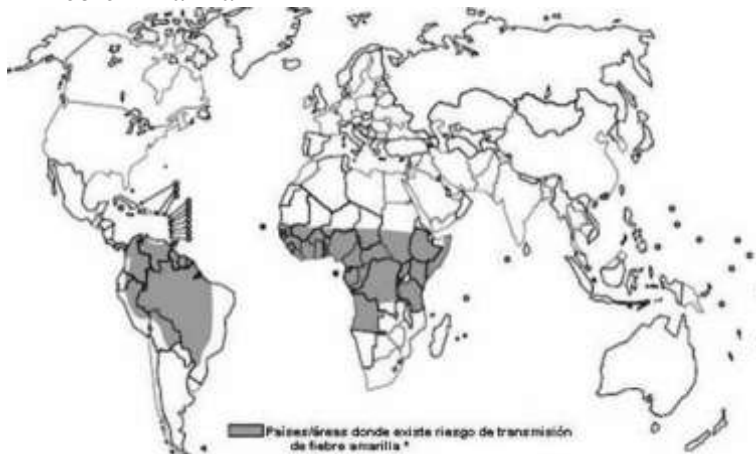 Países/áreas donde existe riesgo de transmisión
de fiebre amarilla *